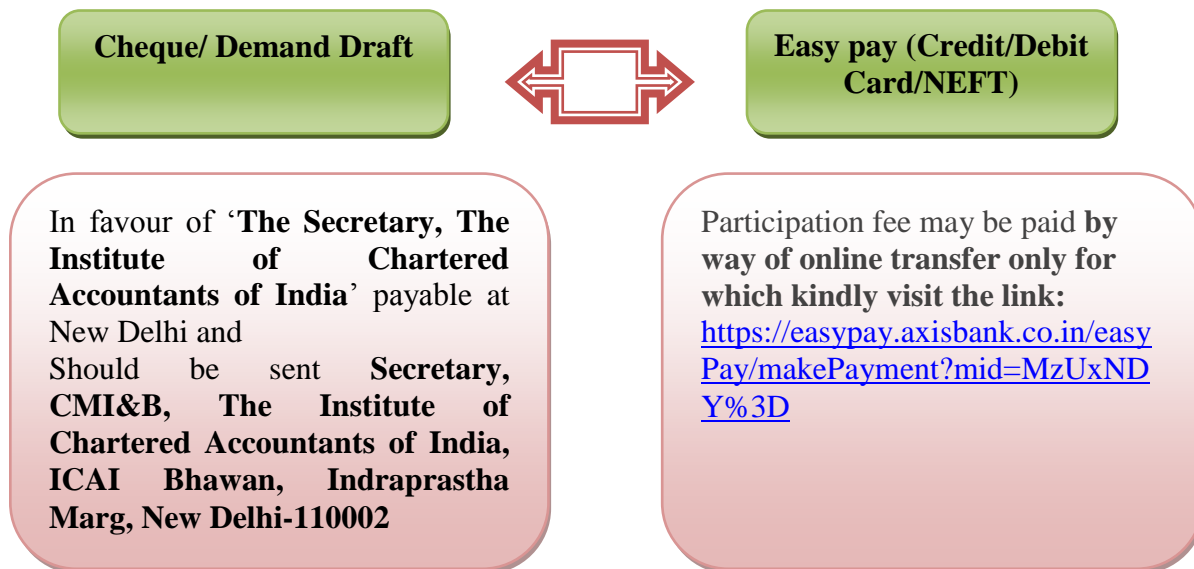 Cheque/ Demand Draft
In favour of ‘The Secretary, The
Institute of Chartered
Accountants of India’ payable at
New Delhi and
Should be sent Secretary,
CMI&B, The Institute of
Chartered Accountants of India,
ICAI Bhawan, Indraprastha
Marg, New Delhi-110002
Easy pay (Credit/Debit
Card/NEFT)
Participation fee may be paid by
way of online transfer only for
which kindly visit the link:
https://easypay.axisbank.co.in/easy
Pay/makePayment?mid=MzUxND
Y%3D